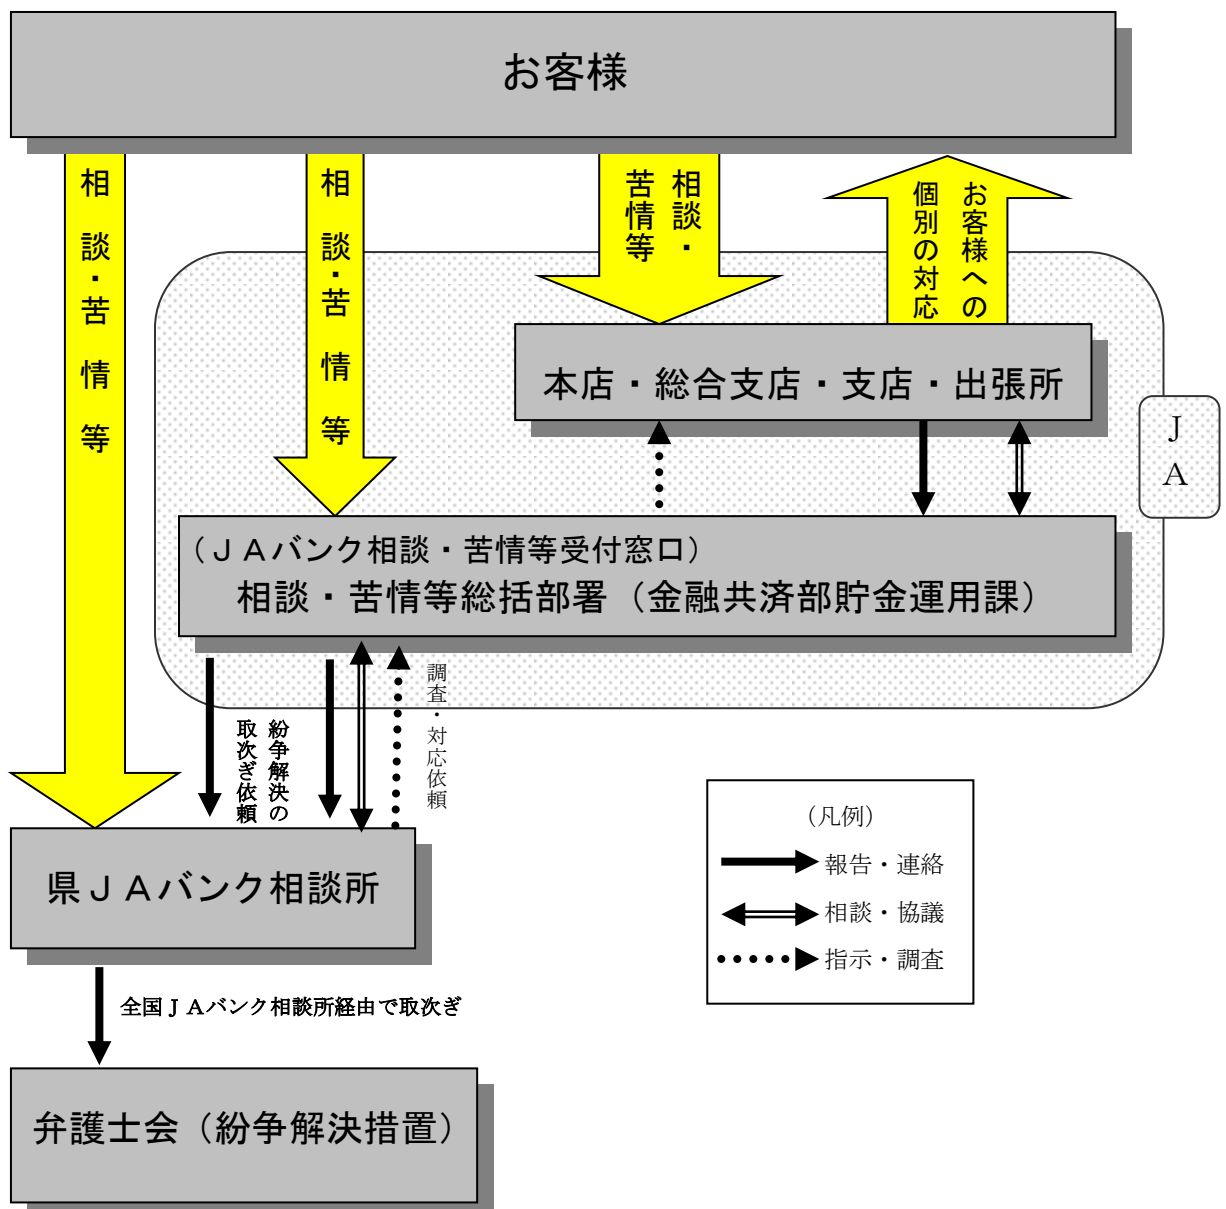 お客様
相談・苦情等
相談・苦情等
相談・
苦情等
お客様への
個別の対応
本店・総合支店・支店・出張所
ＪＡ
（ＪＡバンク相談・苦情等受付窓口）
相談・苦情等総括部署（金融共済部貯金運用課）
紛争解決の
取次ぎ依頼
調査・対応依頼
県ＪＡバンク相談所
（凡例）
報告・連絡
相談・協議
指示・調査
全国ＪＡバンク相談所経由で取次ぎ
弁護士会（紛争解決措置）